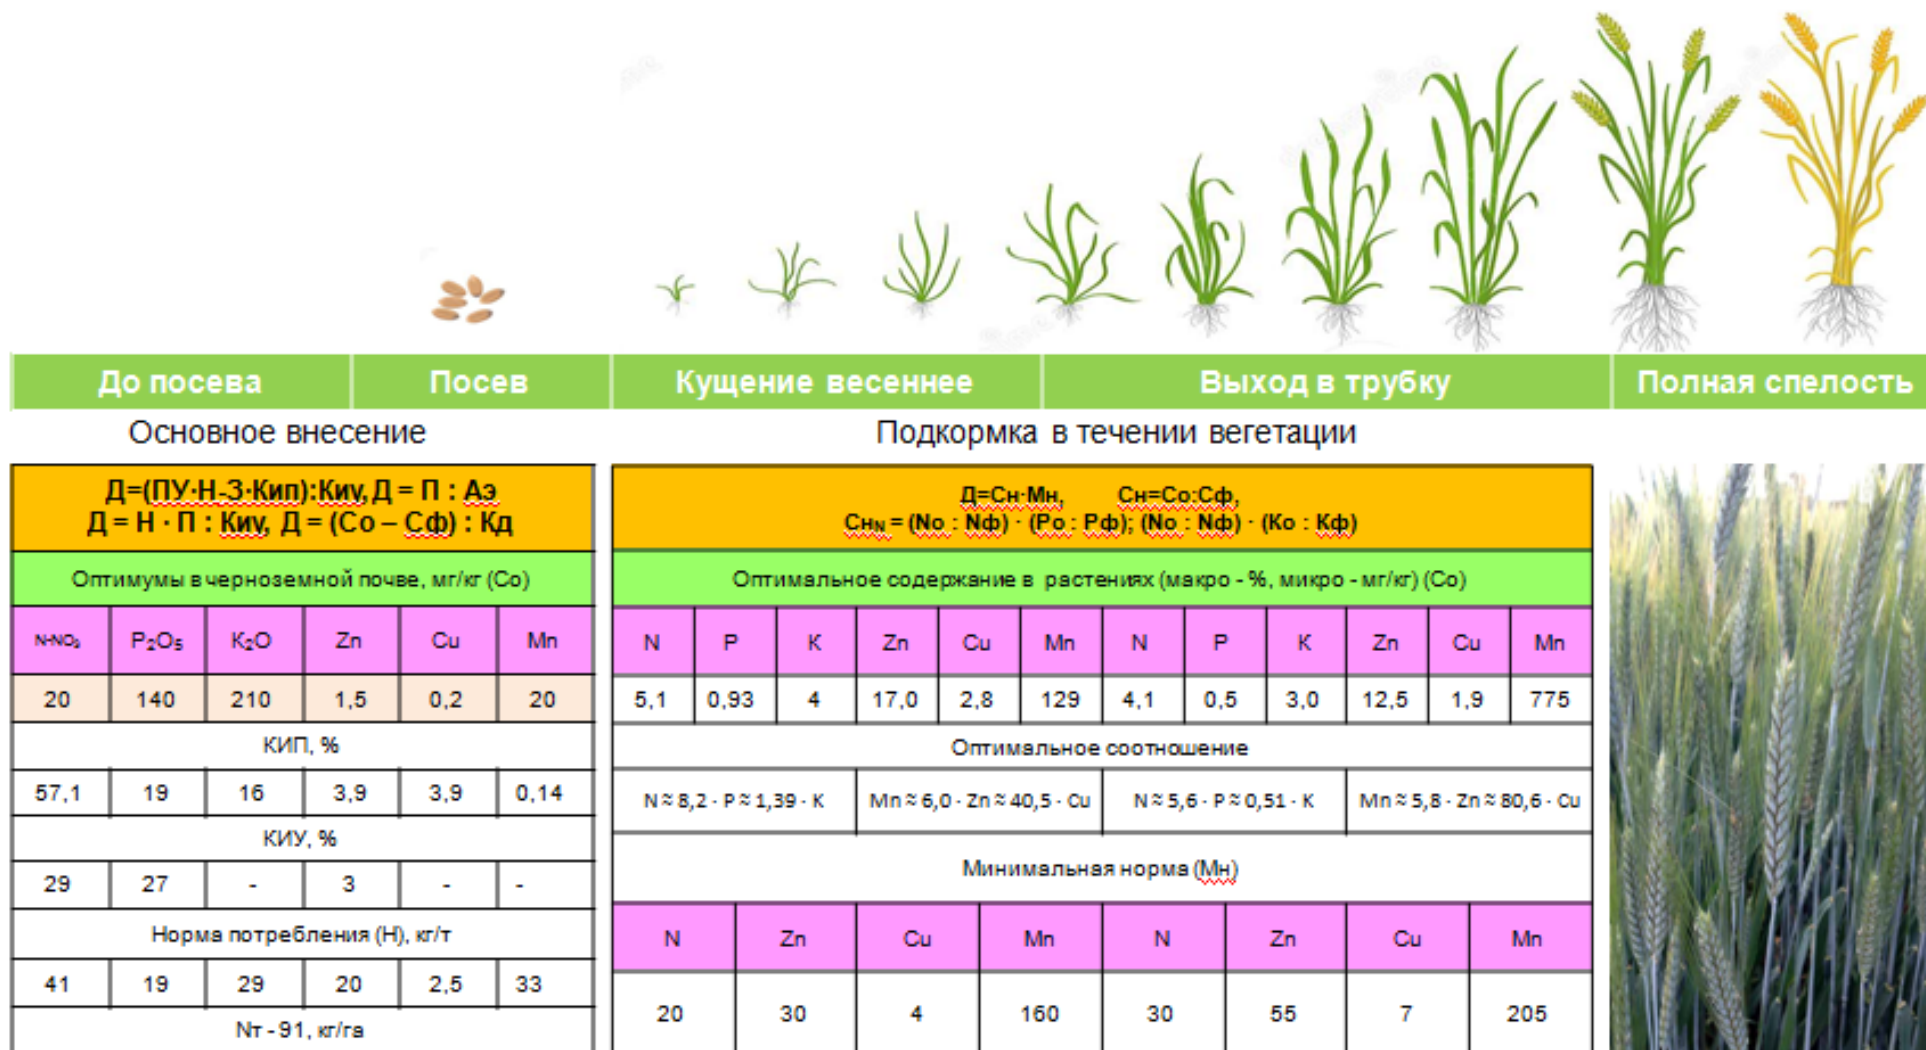 До посева Посев Кущение весеннее Выход в трубку Полная спелость
Основное внесение Подкормка в течении вегетации
Д=(ПУ·Н-З·Кип):Киу, Д = П : Аэ
Д = Н · П : Киу, Д = (Со – Сф) : Кд
Оптимумы в черноземной почве, мг/кг (Со)
N-NO₃ P₂O₅ K₂O Zn Cu Mn
20 140 210 1,5 0,2 20
КИП, %
57,1 19 16 3,9 3,9 0,14
КИУ, %
29 27 - 3 - -
Норма потребления (Н), кг/т
41 19 29 20 2,5 33
Nт - 91, кг/га
Д=Сн·Мн, Сн=Со:Сф,
Снɴ = (Nо : Nф) · (Ро : Рф); (Nо : Nф) · (Ко : Кф)
Оптимальное содержание в растениях (макро - %, микро - мг/кг) (Со)
N P K Zn Cu Mn N P K Zn Cu Mn
5,1 0,93 4 17,0 2,8 129 4,1 0,5 3,0 12,5 1,9 775
Оптимальное соотношение
N ≈ 8,2 · P ≈ 1,39 · K Mn ≈ 6,0 · Zn ≈ 40,5 · Cu N ≈ 5,6 · P ≈ 0,51 · K Mn ≈ 5,8 · Zn ≈ 80,6 · Cu
Минимальная норма (Мн)
N Zn Cu Mn N Zn Cu Mn
20 30 4 160 30 55 7 205